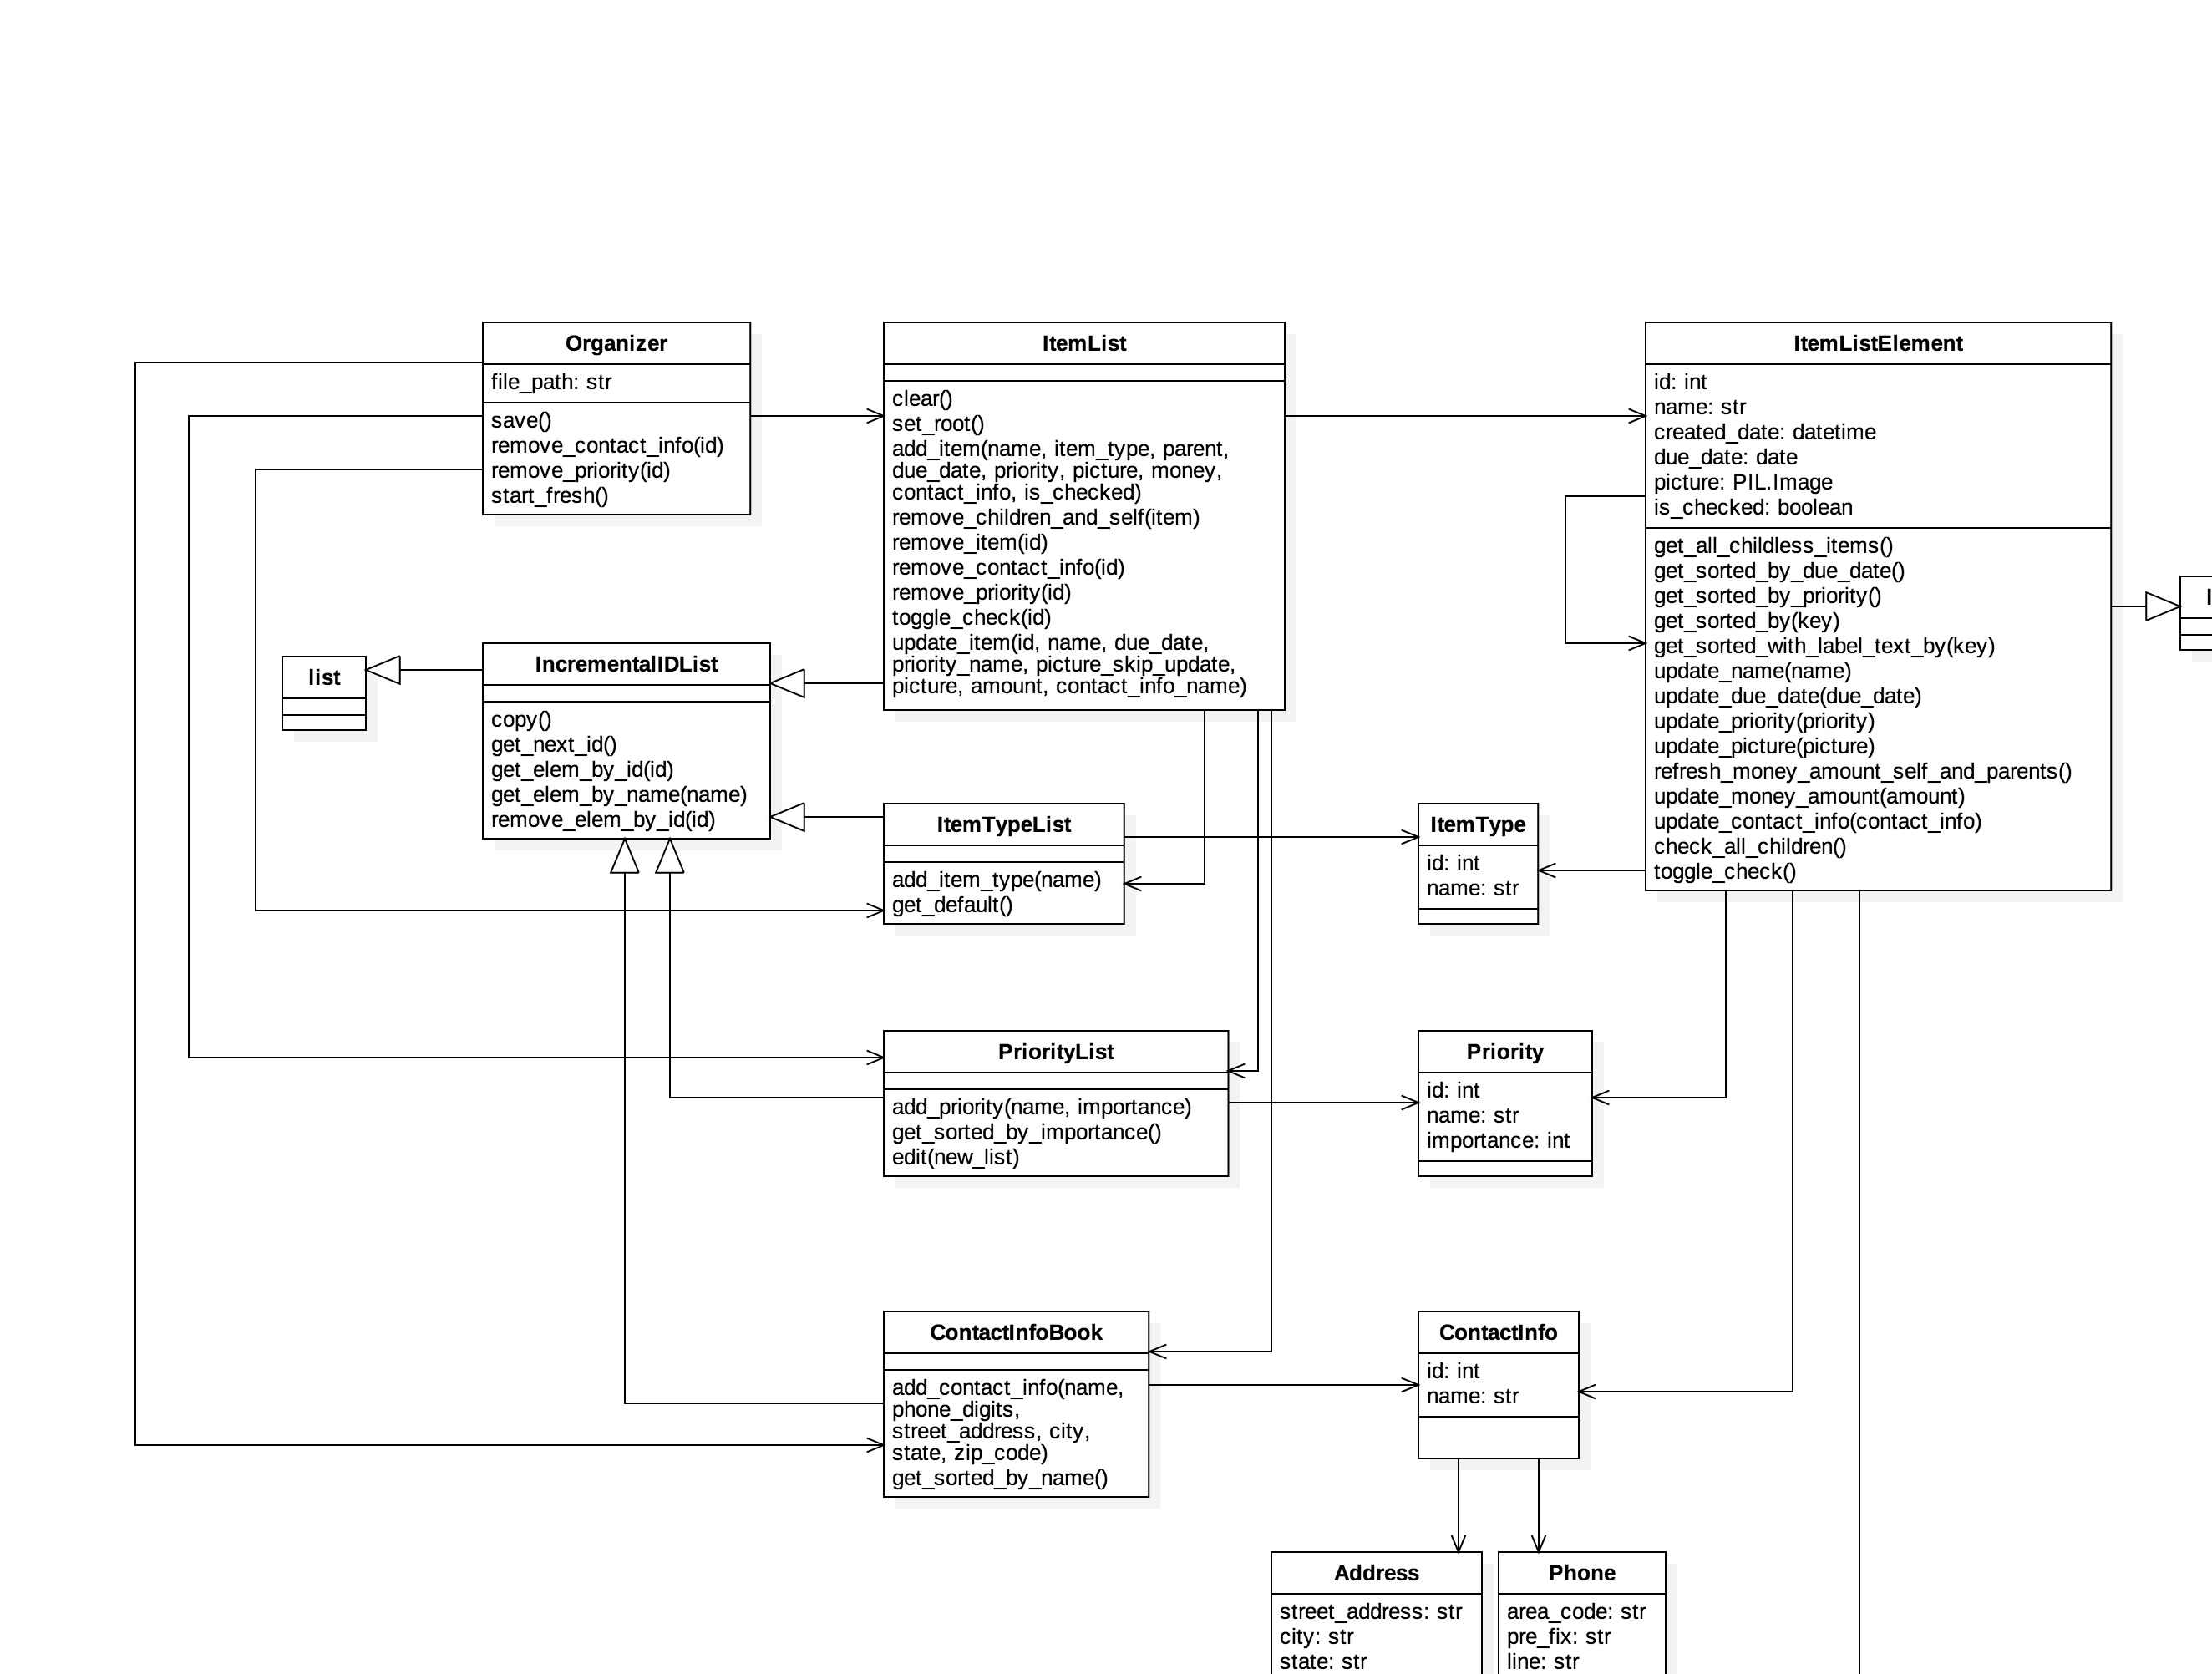 Organizer
file_path: str
save()
remove_contact_info(id)
remove_priority(id)
start_fresh()
ItemList
clear()
set_root()
add_item(name, item_type, parent,
due_date, priority, picture, money,
contact_info, is_checked)
remove_children_and_self(item)
remove_item(id)
remove_contact_info(id)
remove_priority(id)
toggle_check(id)
update_item(id, name, due_date,
priority_name, picture_skip_update,
picture, amount, contact_info_name)
ItemListElement
id: int
name: str
created_date: datetime
due_date: date
picture: PIL.Image
is_checked: boolean
get_all_childless_items()
get_sorted_by_due_date()
get_sorted_by_priority()
get_sorted_by(key)
get_sorted_with_label_text_by(key)
update_name(name)
update_due_date(due_date)
update_priority(priority)
update_picture(picture)
refresh_money_amount_self_and_parents()
update_money_amount(amount)
update_contact_info(contact_info)
check_all_children()
toggle_check()
list
IncrementalIDList
copy()
get_next_id()
get_elem_by_id(id)
get_elem_by_name(name)
remove_elem_by_id(id)
ItemTypeList
add_item_type(name)
get_default()
ItemType
id: int
name: str
PriorityList
add_priority(name, importance)
get_sorted_by_importance()
edit(new_list)
Priority
id: int
name: str
importance: int
ContactInfoBook
add_contact_info(name,
phone_digits,
street_address, city,
state, zip_code)
get_sorted_by_name()
ContactInfo
id: int
name: str
Address
street_address: str
city: str
state: str
Phone
area_code: str
pre_fix: str
line: str